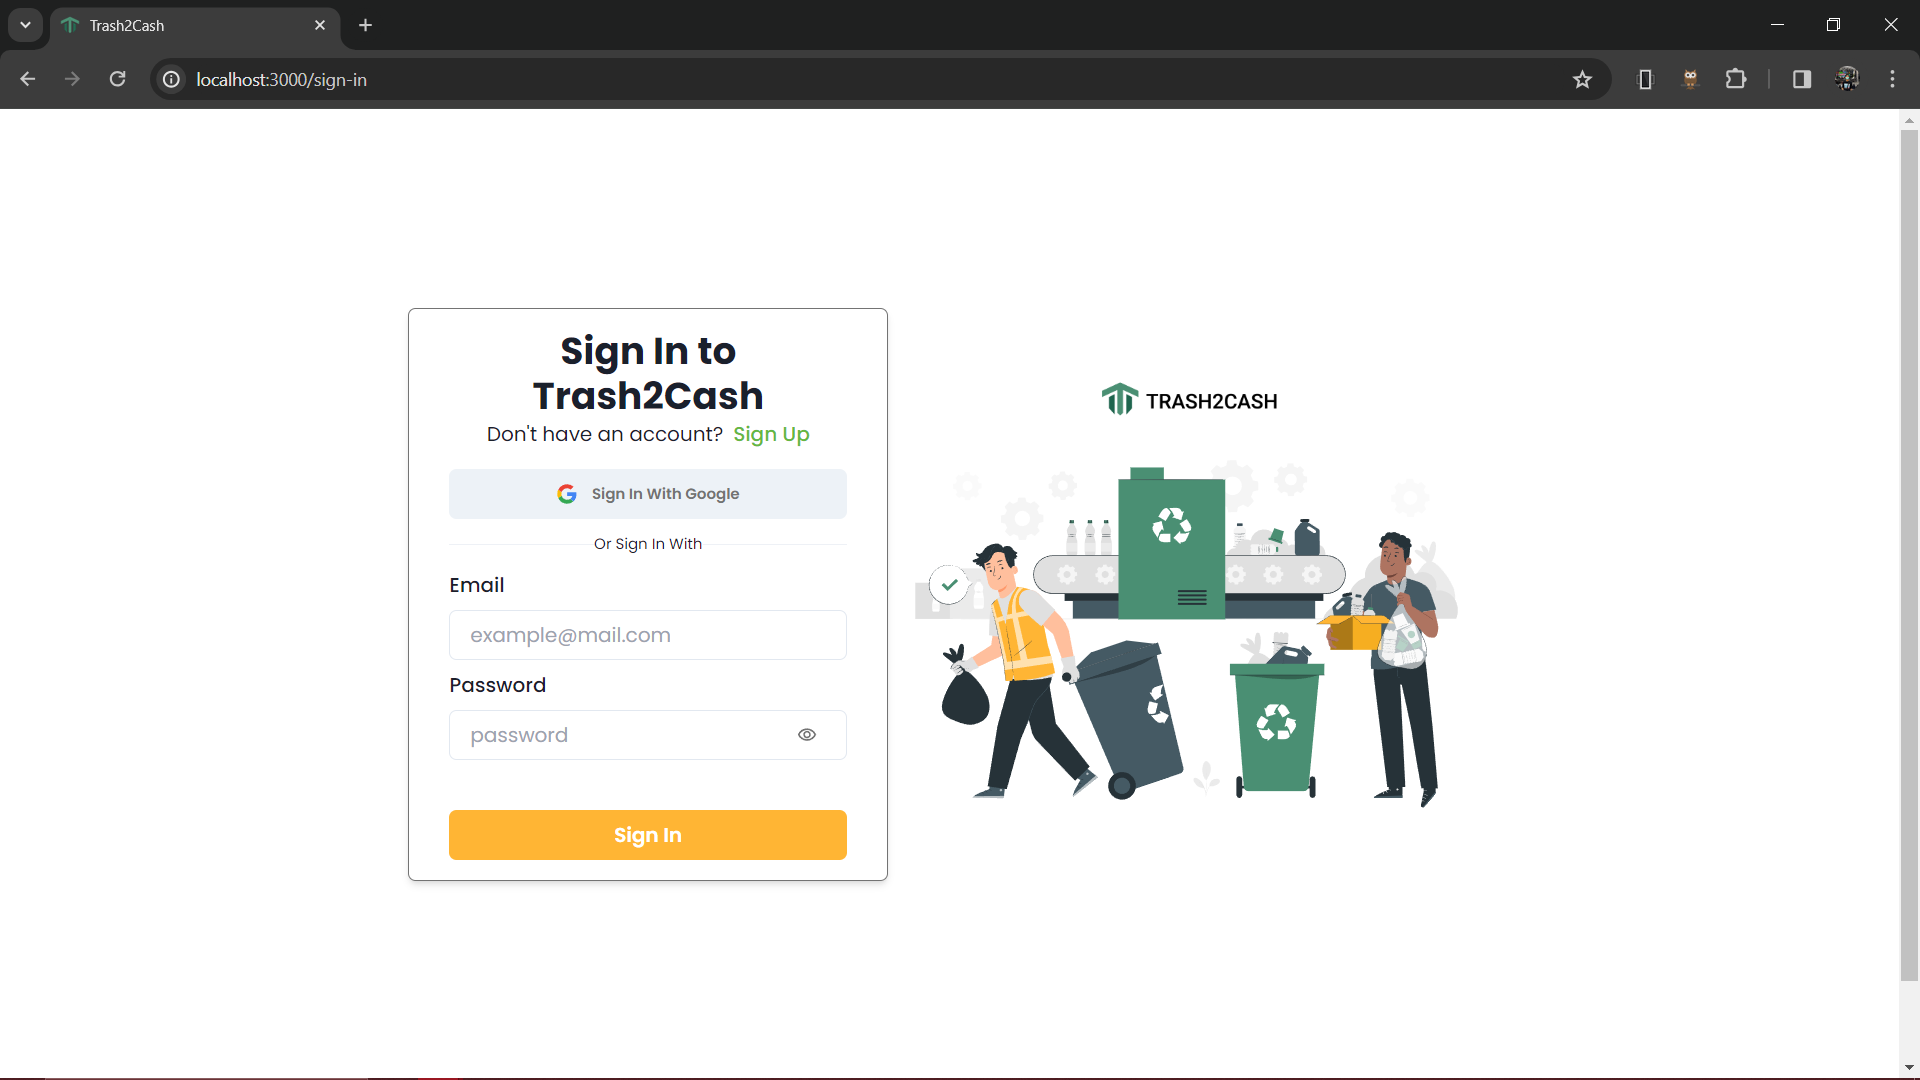 Trash2Cash
localhost:3000/sign-in
Sign In to
Trash2Cash
Don't have an account? Sign Up
Sign In With Google
Or Sign In With
Email
example@mail.com
Password
password
Sign In
TRASH2CASH